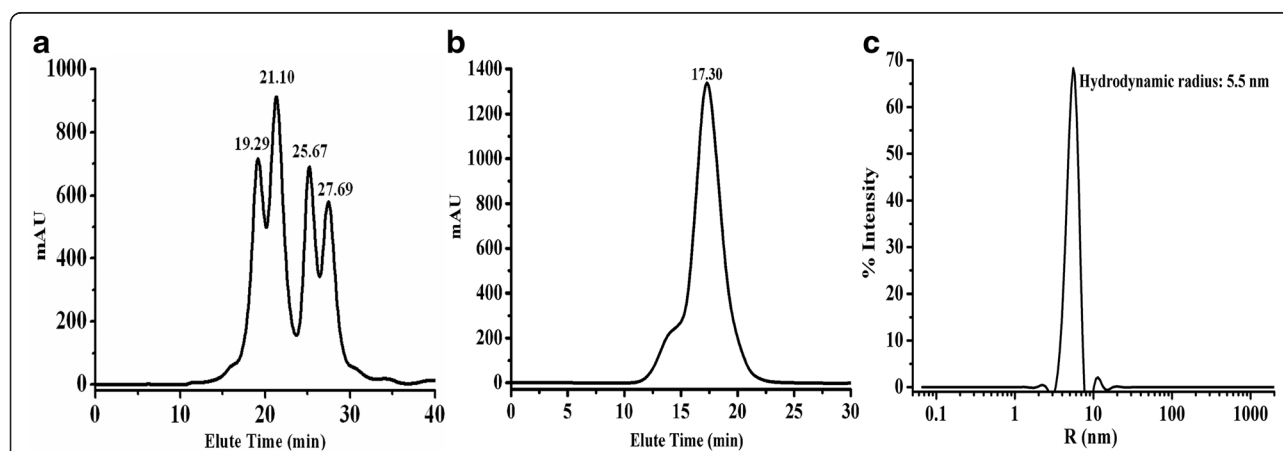 a
1000
800
600
400
200
0
mAU
19.29
21.10
25.67
27.69
0 10 20 30 40
Elute Time (min)
b
1400
1200
1000
800
600
400
200
0
mAU
17.30
0 5 10 15 20 25 30
Elute Time (min)
c
70
60
50
40
30
20
10
0
% Intensity
Hydrodynamic radius: 5.5 nm
0.1 1 10 100 1000
R (nm)